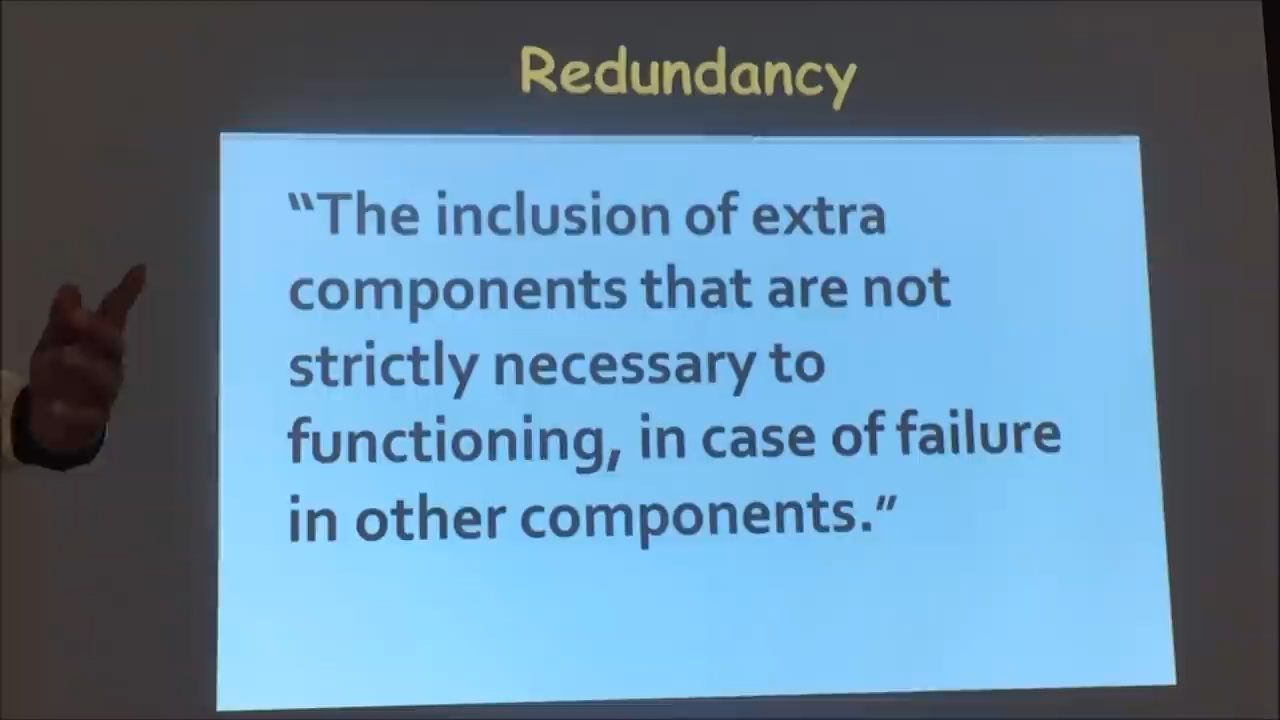 Redundancy
“The inclusion of extra
components that are not
strictly necessary to
functioning, in case of failure
in other components.”